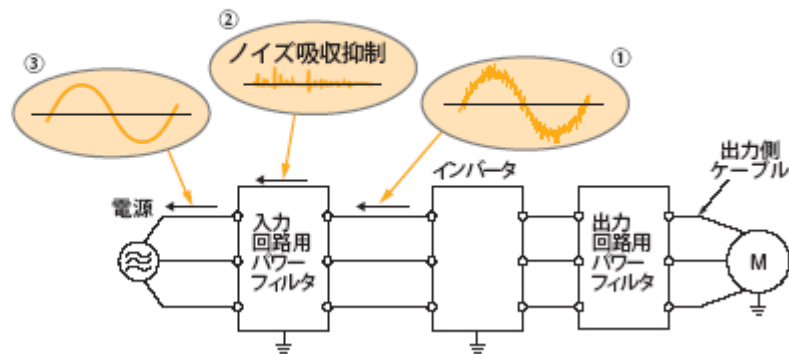 ③
②
ノイズ吸収抑制
①
電源
入力
回路用
パワー
フィルタ
インバータ
出力
回路用
パワー
フィルタ
出力側
ケーブル
M